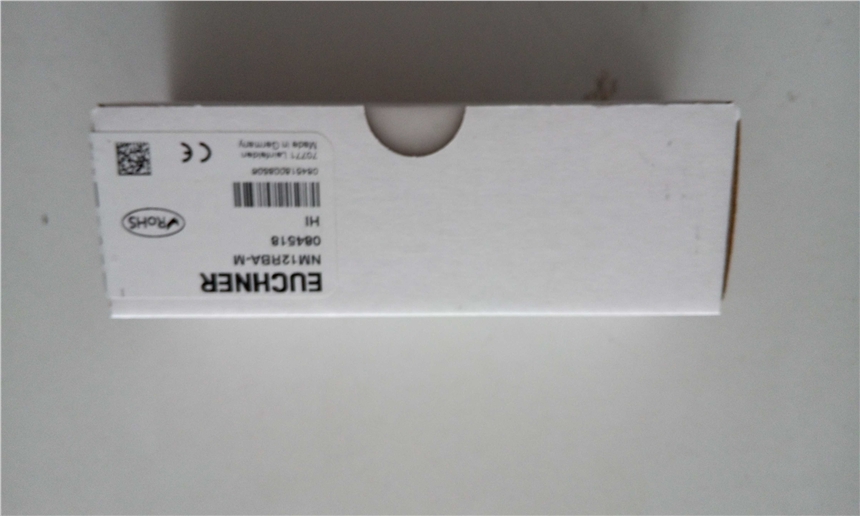 EUCHNER
NM12RBA-M
084518
HI
70771 Leinfelden
Made in Germany
CE
RoHS